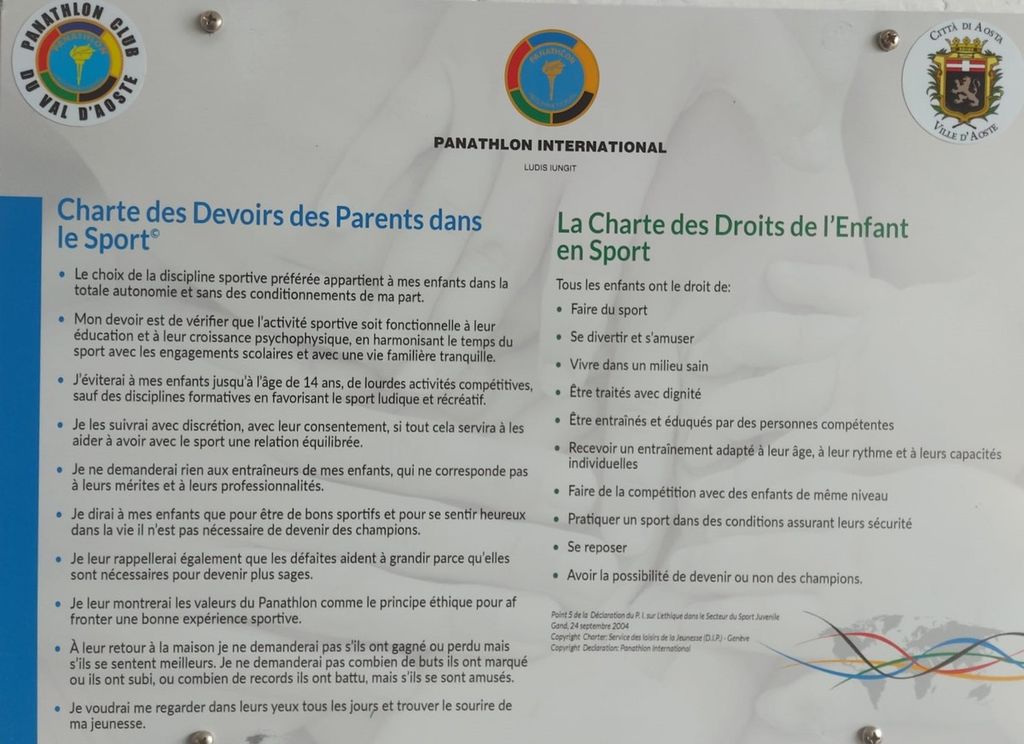 PANATHLON CLUB
DU VAL D'AOSTE
PANATHLON
PANATHLON
CITTÀ DI AOSTA
VILLE D'AOSTE
PANATHLON INTERNATIONAL
LUDIS IUNGIT
Charte des Devoirs des Parents dans
le Sport©
• Le choix de la discipline sportive préférée appartient à mes enfants dans la
totale autonomie et sans des conditionnements de ma part.
• Mon devoir est de vérifier que l'activité sportive soit fonctionnelle à leur
éducation et à leur croissance psychophysique, en harmonisant le temps du
sport avec les engagements scolaires et avec une vie familière tranquille.
• J'éviterai à mes enfants jusqu'à l'âge de 14 ans, de lourdes activités compétitives,
sauf des disciplines formatives en favorisant le sport ludique et récréatif.
• Je les suivrai avec discrétion, avec leur consentement, si tout cela servira à les
aider à avoir avec le sport une relation équilibrée.
• Je ne demanderai rien aux entraîneurs de mes enfants, qui ne corresponde pas
à leurs mérites et à leurs professionnalités.
• Je dirai à mes enfants que pour être de bons sportifs et pour se sentir heureux
dans la vie il n'est pas nécessaire de devenir des champions.
• Je leur rappellerai également que les défaites aident à grandir parce qu'elles
sont nécessaires pour devenir plus sages.
• Je leur montrerai les valeurs du Panathlon comme le principe éthique pour af
fronter une bonne expérience sportive.
• À leur retour à la maison je ne demanderai pas s'ils ont gagné ou perdu mais
s'ils se sentent meilleurs. Je ne demanderai pas combien de buts ils ont marqué
ou ils ont subi, ou combien de records ils ont battu, mais s'ils se sont amusés.
• Je voudrai me regarder dans leurs yeux tous les jours et trouver le sourire de
ma jeunesse.
La Charte des Droits de l'Enfant
en Sport
Tous les enfants ont le droit de:
• Faire du sport
• Se divertir et s'amuser
• Vivre dans un milieu sain
• Être traités avec dignité
• Être entraînés et éduqués par des personnes compétentes
• Recevoir un entraînement adapté à leur âge, à leur rythme et à leurs capacités
individuelles
• Faire de la compétition avec des enfants de même niveau
• Pratiquer un sport dans des conditions assurant leurs sécurité
• Se reposer
• Avoir la possibilité de devenir ou non des champions.
Point 5 de la Déclaration du P. I. sur L'ethique dans le Secteur du Sport Juvenile
Gand, 24 septembre 2004
Copyright Charter: Service des loisirs de la Jeunesse (D.I.P.) - Genève
Copyright Declaration: Panathlon International